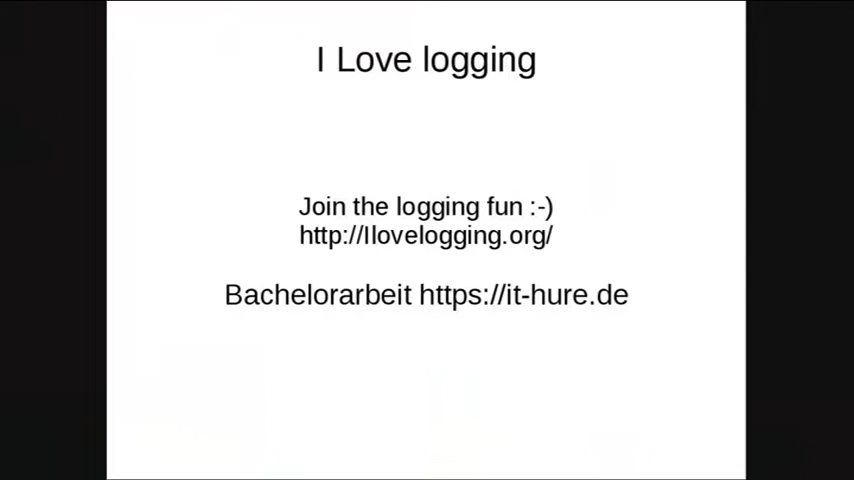 I Love logging
Join the logging fun :-)
http://Ilovelogging.org/
Bachelorarbeit https://it-hure.de